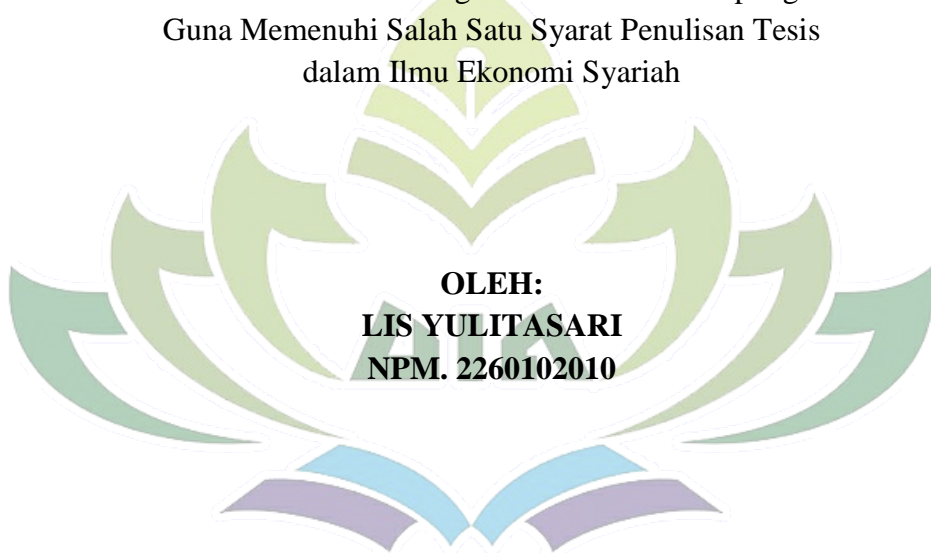 Guna Memenuhi Salah Satu Syarat Penulisan Tesis
dalam Ilmu Ekonomi Syariah
OLEH:
LIS YULITASARI
NPM. 2260102010